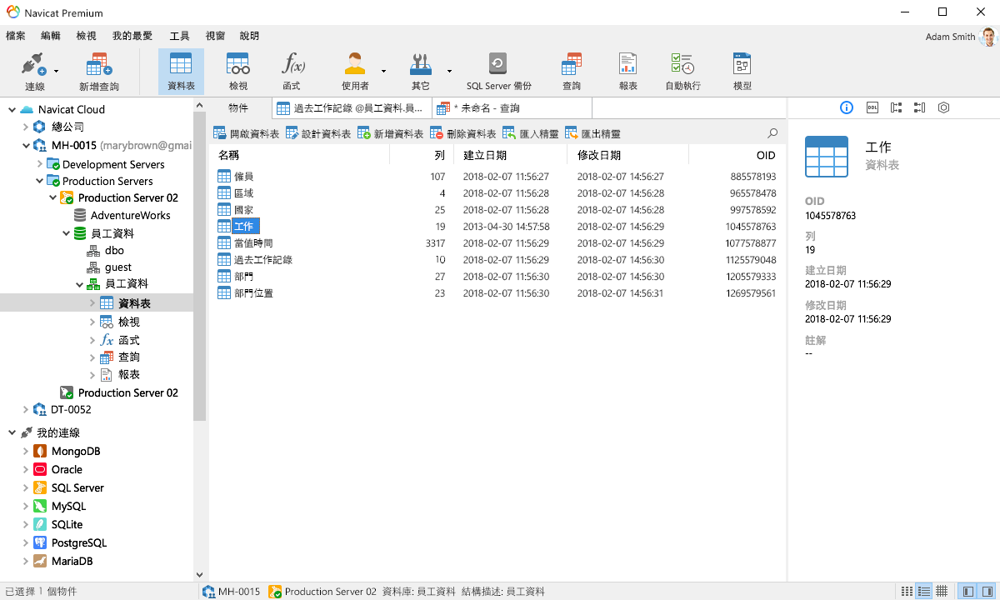 Navicat Premium
檔案 編輯 檢視 我的最愛 工具 視窗 說明
Adam Smith
連線 新增查詢 資料表 檢視 函式 使用者 其它 SQL Server 備份 查詢 報表 自動執行 模型
f(x)
Navicat Cloud
總公司
MH-0015 (marybrown@gmai
Development Servers
Production Servers
Production Server 02
AdventureWorks
員工資料
dbo
guest
員工資料
資料表
檢視
fx 函式
查詢
報表
Production Server 02
DT-0052
我的連線
MongoDB
Oracle
SQL Server
MySQL
SQLite
PostgreSQL
MariaDB
物件 過去工作記錄 @員工資料.員... * 未命名 - 查詢
開啟資料表 設計資料表 新增資料表 刪除資料表 匯入精靈 匯出精靈
名稱 列 建立日期 修改日期 OID
僱員 107 2018-02-07 11:56:27 2018-02-07 14:56:27 885578193
區域 4 2018-02-07 11:56:28 2018-02-07 14:56:28 965578478
國家 25 2018-02-07 11:56:28 2018-02-07 14:56:28 997578592
工作 19 2013-04-30 14:57:58 2018-02-07 14:56:29 1045578763
當值時間 3317 2018-02-07 11:56:29 2018-02-07 14:56:29 1077578877
過去工作記錄 10 2018-02-07 11:56:29 2018-02-07 14:56:30 1125579048
部門 27 2018-02-07 11:56:30 2018-02-07 14:56:30 1205579333
部門位置 23 2018-02-07 11:56:30 2018-02-07 14:56:31 1269579561
DDL
工作
資料表
OID
1045578763
列
19
建立日期
2018-02-07 11:56:29
修改日期
2018-02-07 11:56:29
註解
--
已選擇 1 個物件 MH-0015 Production Server 02 資料庫: 員工資料 結構描述: 員工資料